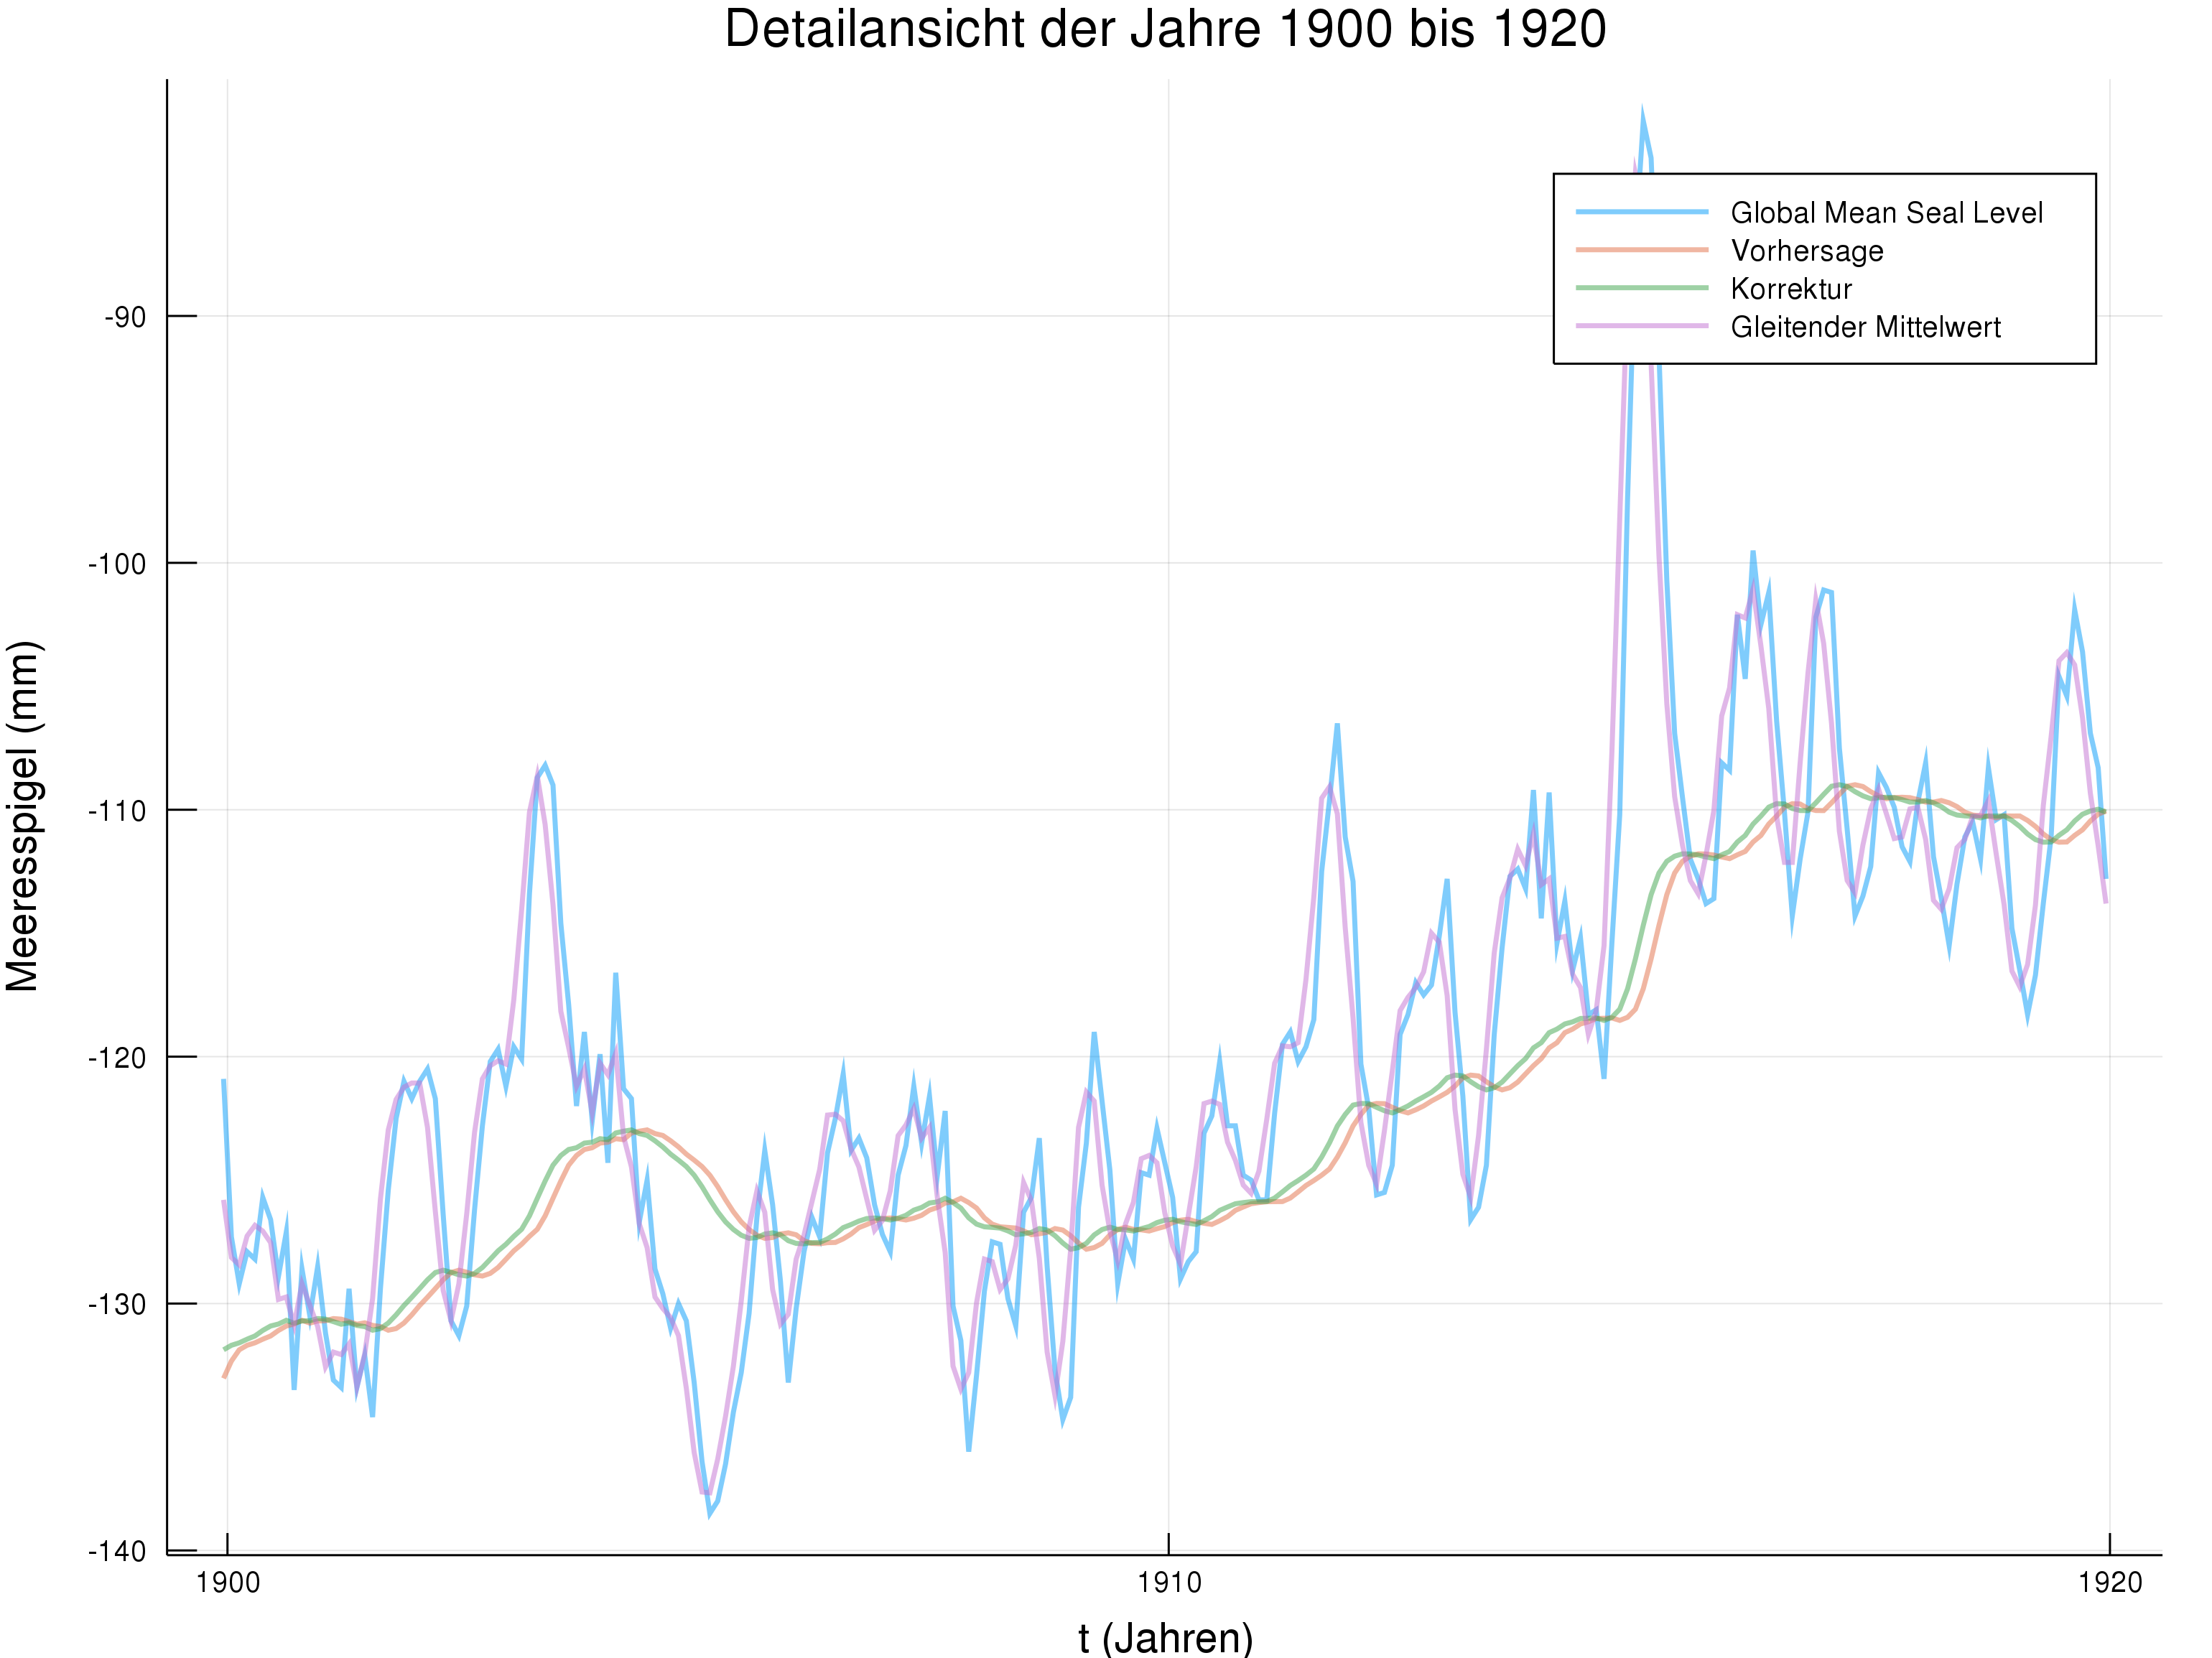 Detailansicht der Jahre 1900 bis 1920
Meeresspigel (mm)
-90
-100
-110
-120
-130
-140
Global Mean Seal Level
Vorhersage
Korrektur
Gleitender Mittelwert
1900
1910
1920
t (Jahren)